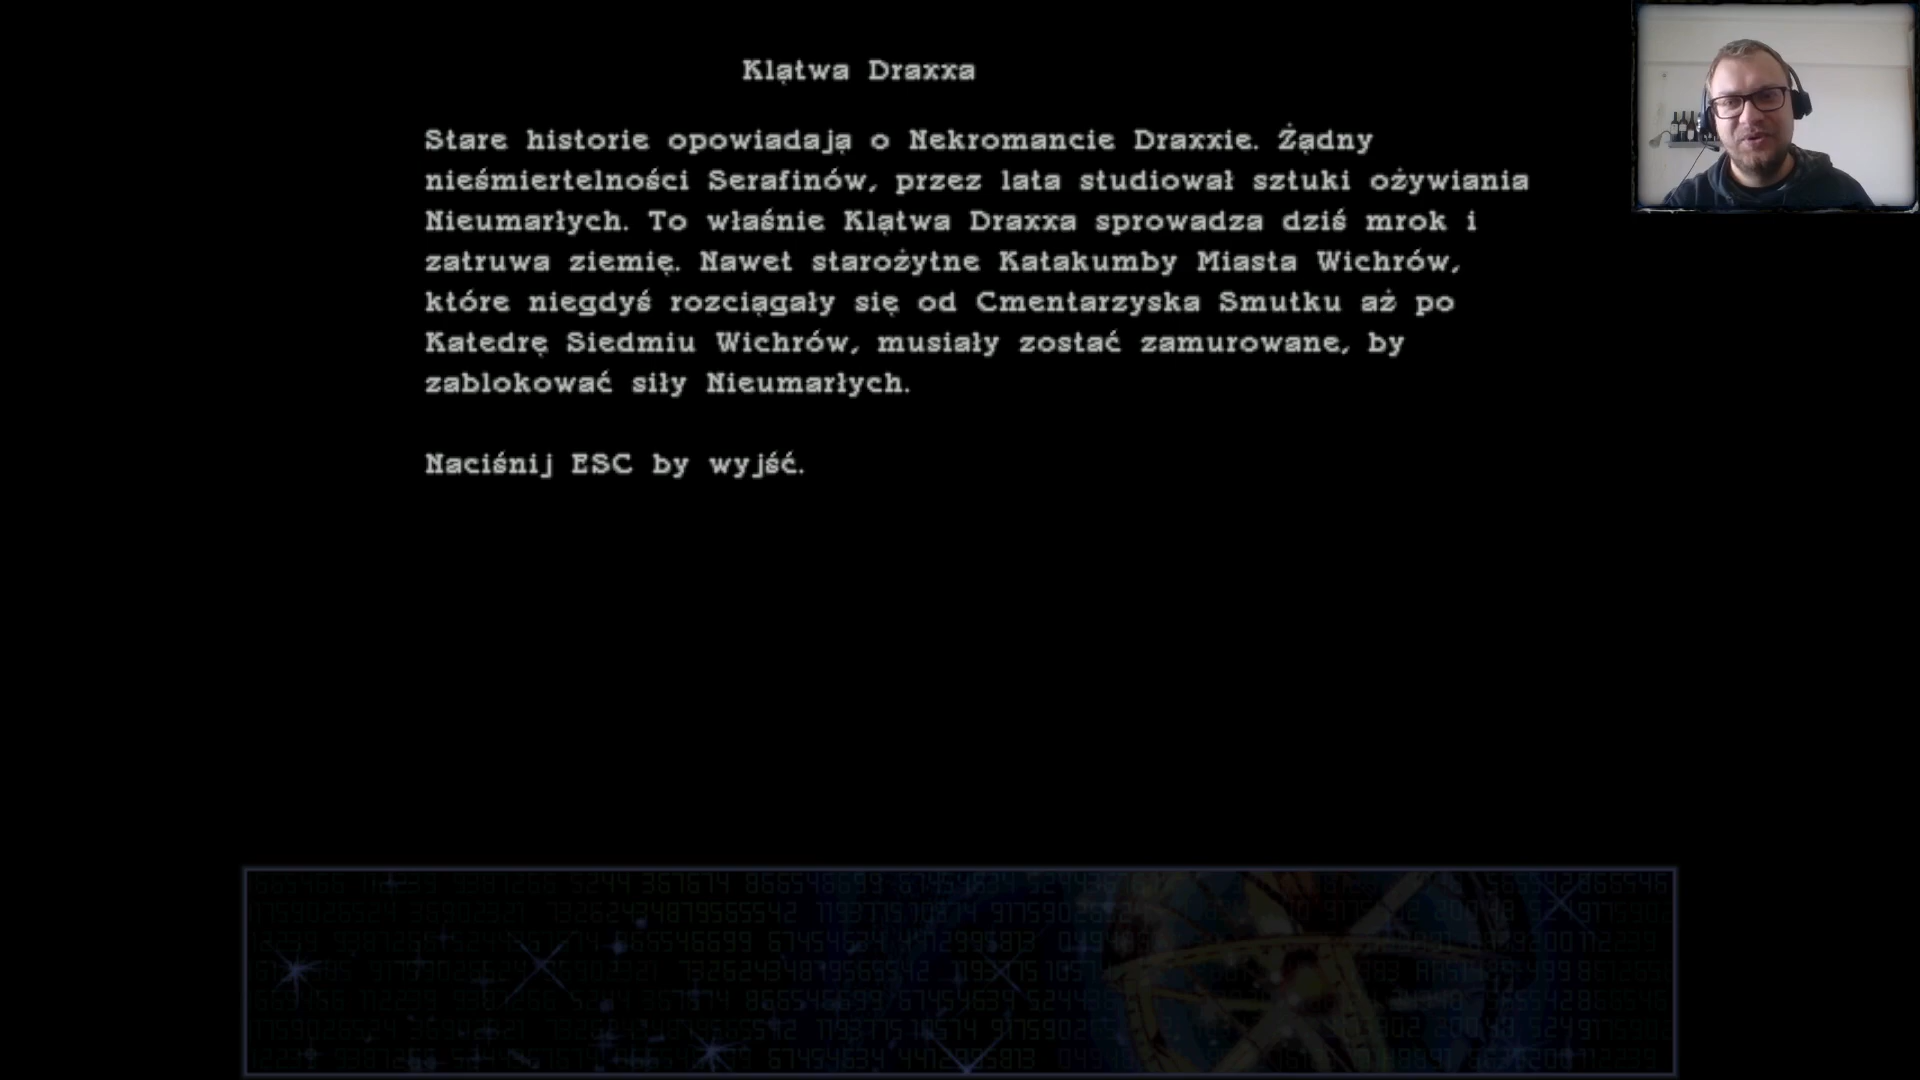 Klątwa Draxxa
Stare historie opowiadają o Nekromancie Draxxie. Żądny
nieśmiertelności Serafinów, przez lata studiował sztuki ożywiania
Nieumarłych. To właśnie Klątwa Draxxa sprowadza dziś mrok i
zatruwa ziemię. Nawet starożytne Katakumby Miasta Wichrów,
które niegdyś rozciągały się od Cmentarzyska Smutku aż po
Katedrę Siedmiu Wichrów, musiały zostać zamurowane, by
zablokować siły Nieumarłych.
Naciśnij ESC by wyjść.